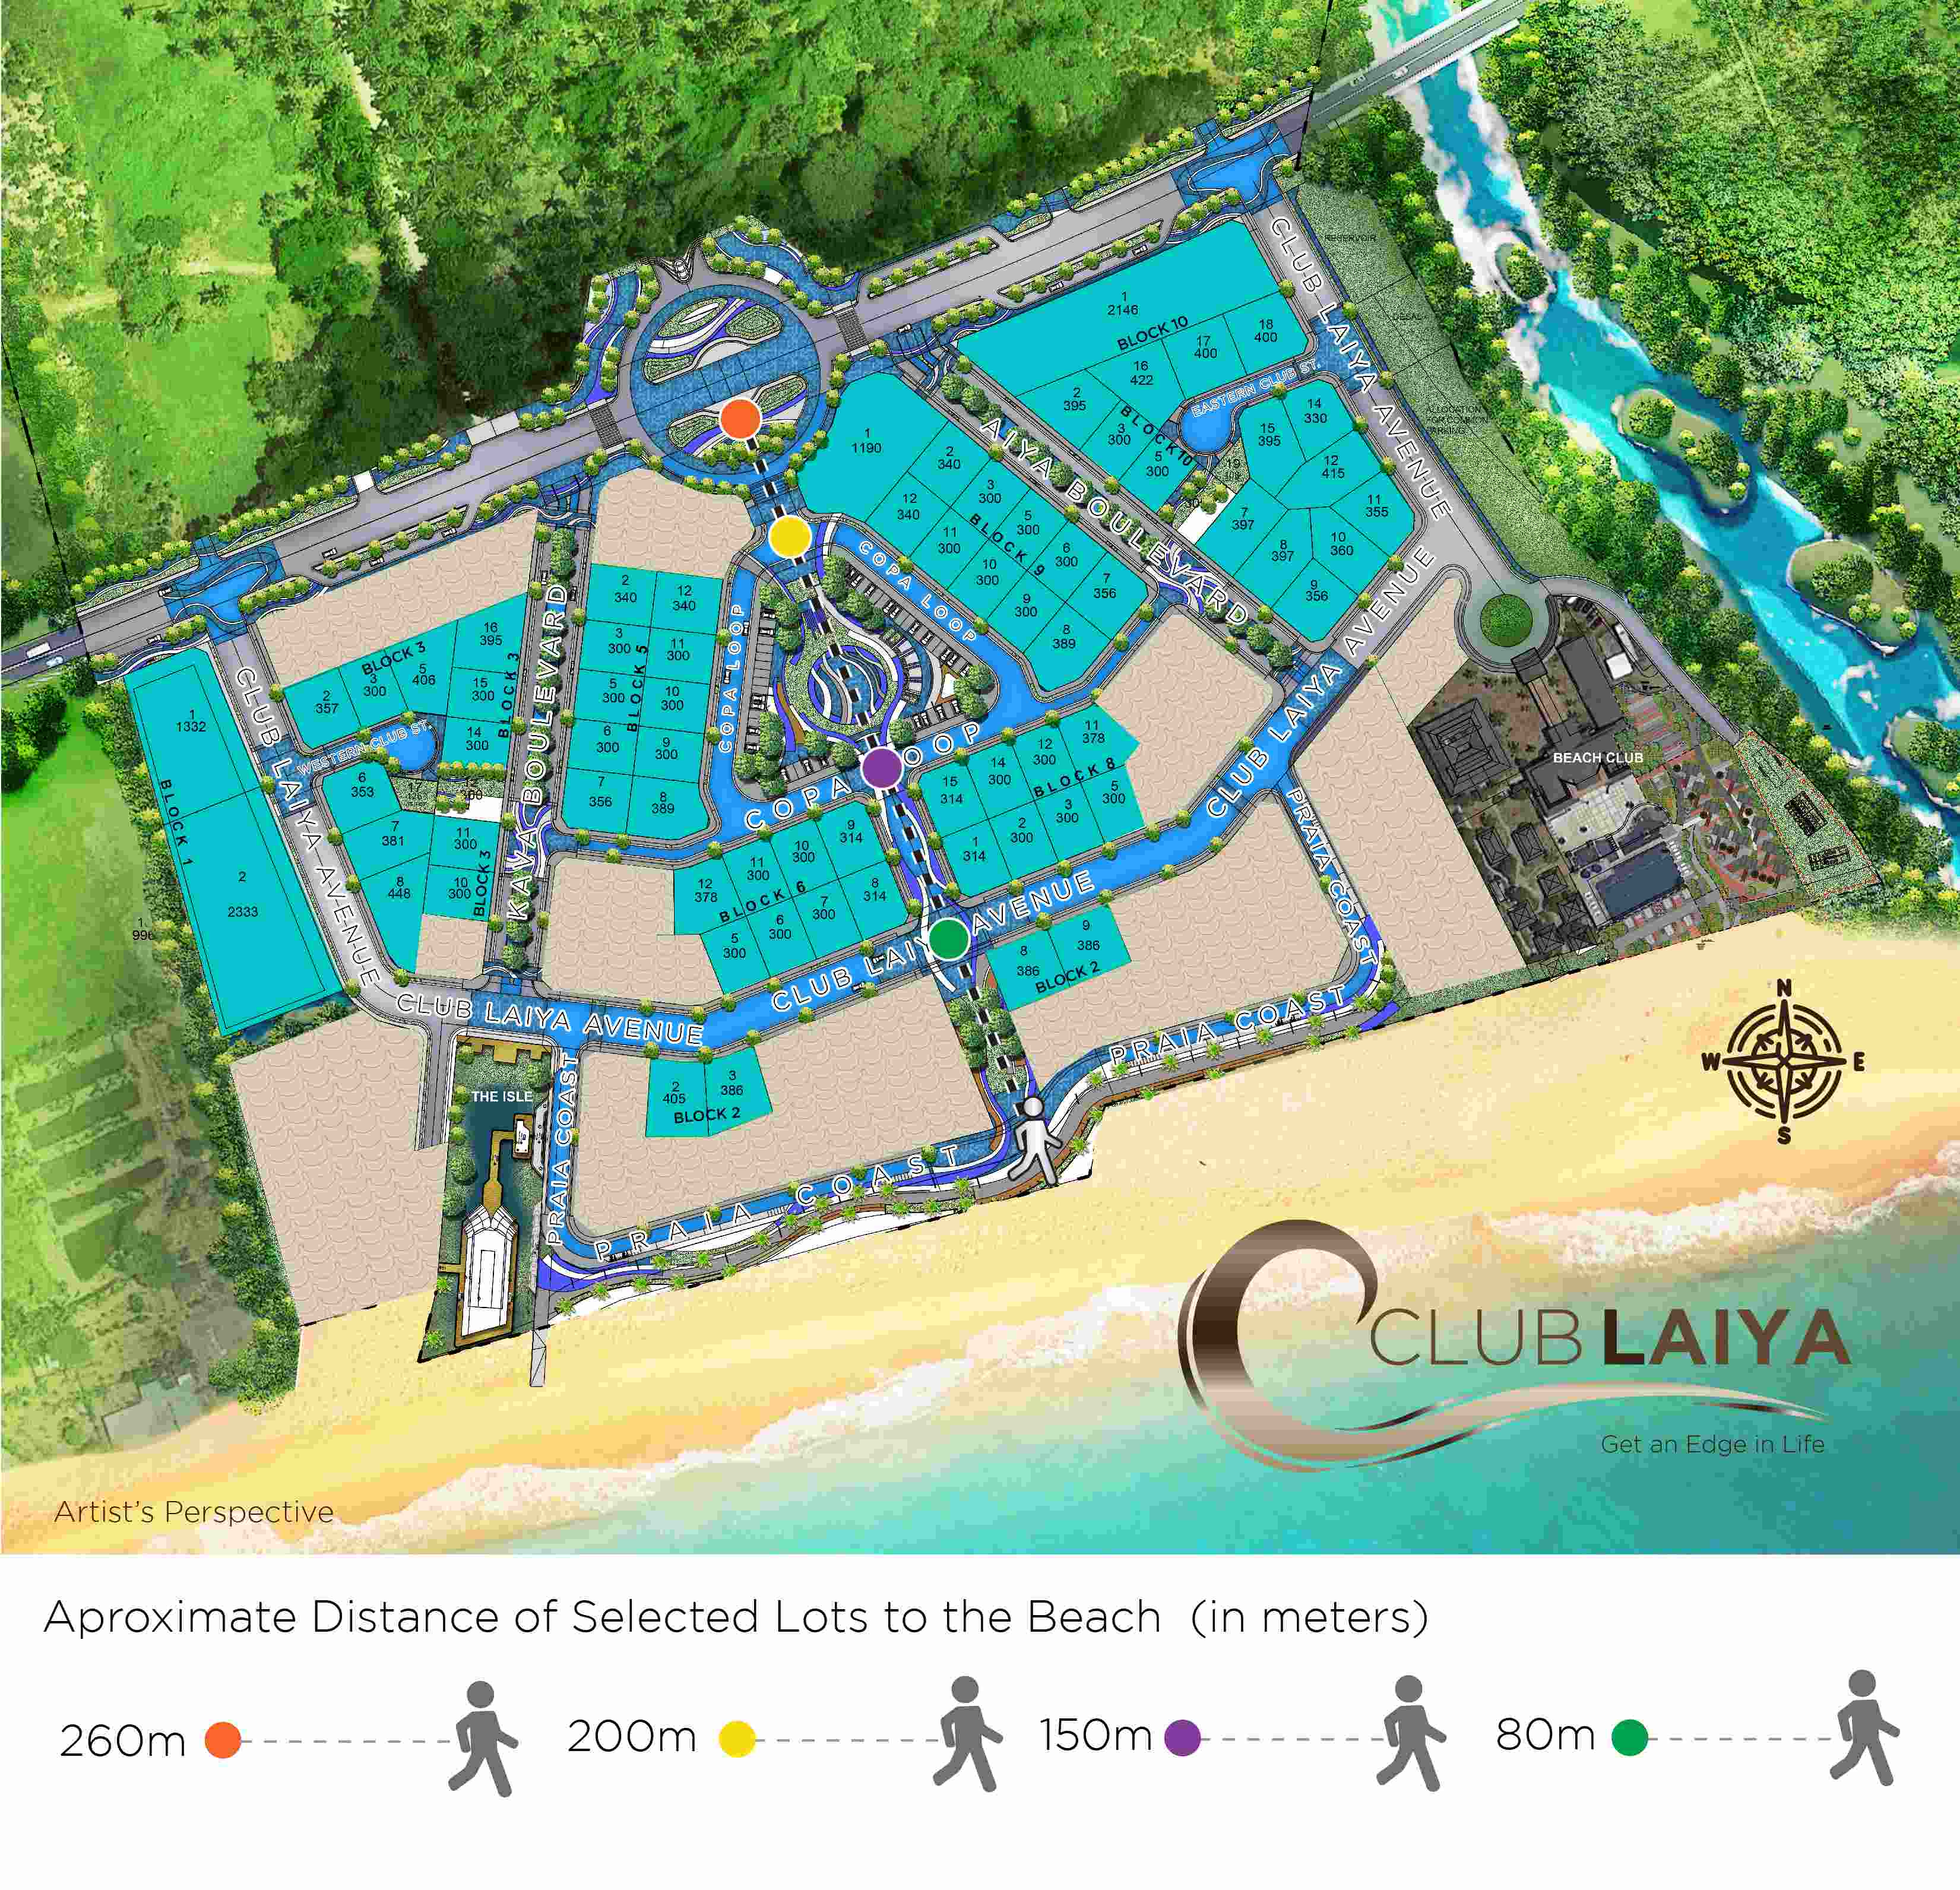 RESERVOIR
DESAL
ALLOCATION
FOR COMMON
PARKING
CLUB LAIYA AVENUE
1
2146
BLOCK 10
18
400
17
400
16
422
2
395
EASTERN CLUB ST.
BLOCK 10
3
300
5
300
14
330
15
395
12
415
19
11
355
7
397
8
397
10
360
9
356
AIYA BOULEVARD
CLUB LAIYA AVENUE
1
1190
2
340
3
300
12
340
5
300
11
300
BLOCK 9
6
300
10
300
7
356
9
300
8
389
COPA LOOP
2
340
12
340
3
300
11
300
5
300
BLOCK 5
10
300
6
300
9
300
7
356
8
389
COPA LOOP
KAVA BOULEVARD
16
395
BLOCK 3
5
406
3
300
2
357
15
300
BLOCK 3
14
300
WESTERN CLUB ST.
6
353
17
300
7
381
11
300
8
448
10
300
BLOCK 3
CLUB LAIYA AVENUE
1
1332
BLOCK 1
2
2333
1
996
COPA LOOP
11
378
12
300
14
300
15
314
BLOCK 8
5
300
3
300
2
300
1
314
9
314
10
300
11
300
12
378
BLOCK 6
8
314
7
300
6
300
5
300
BEACH CLUB
CLUB LAIYA AVENUE
PRAIA COAST
CLUB LAIYA AVENUE
CLUB LAIYA AVENUE
9
386
8
386
BLOCK 2
2
405
3
386
BLOCK 2
THE ISLE
PRAIA COAST
PRAIA COAST
PRAIA COAST
N
W
E
S
CLUB LAIYA
Get an Edge in Life
Artist's Perspective
Aproximate Distance of Selected Lots to the Beach (in meters)
260m
200m
150m
80m